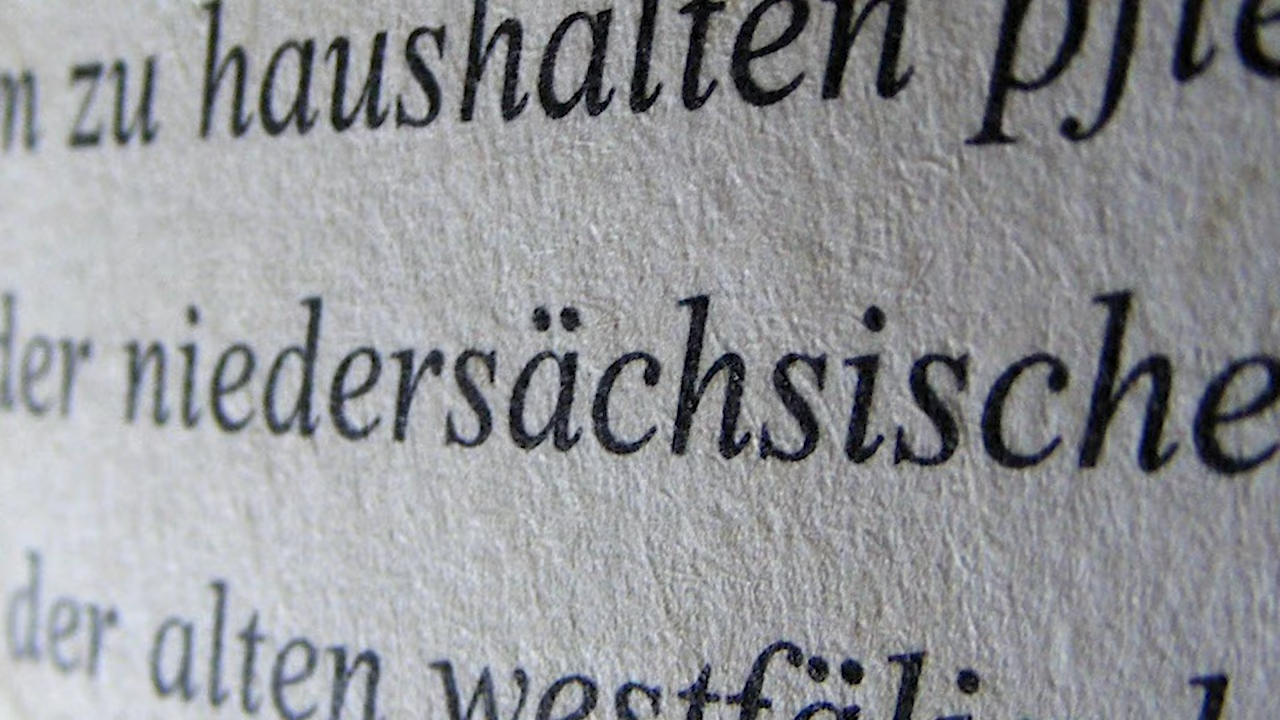 zu haushalten
der niedersächsische
der alten